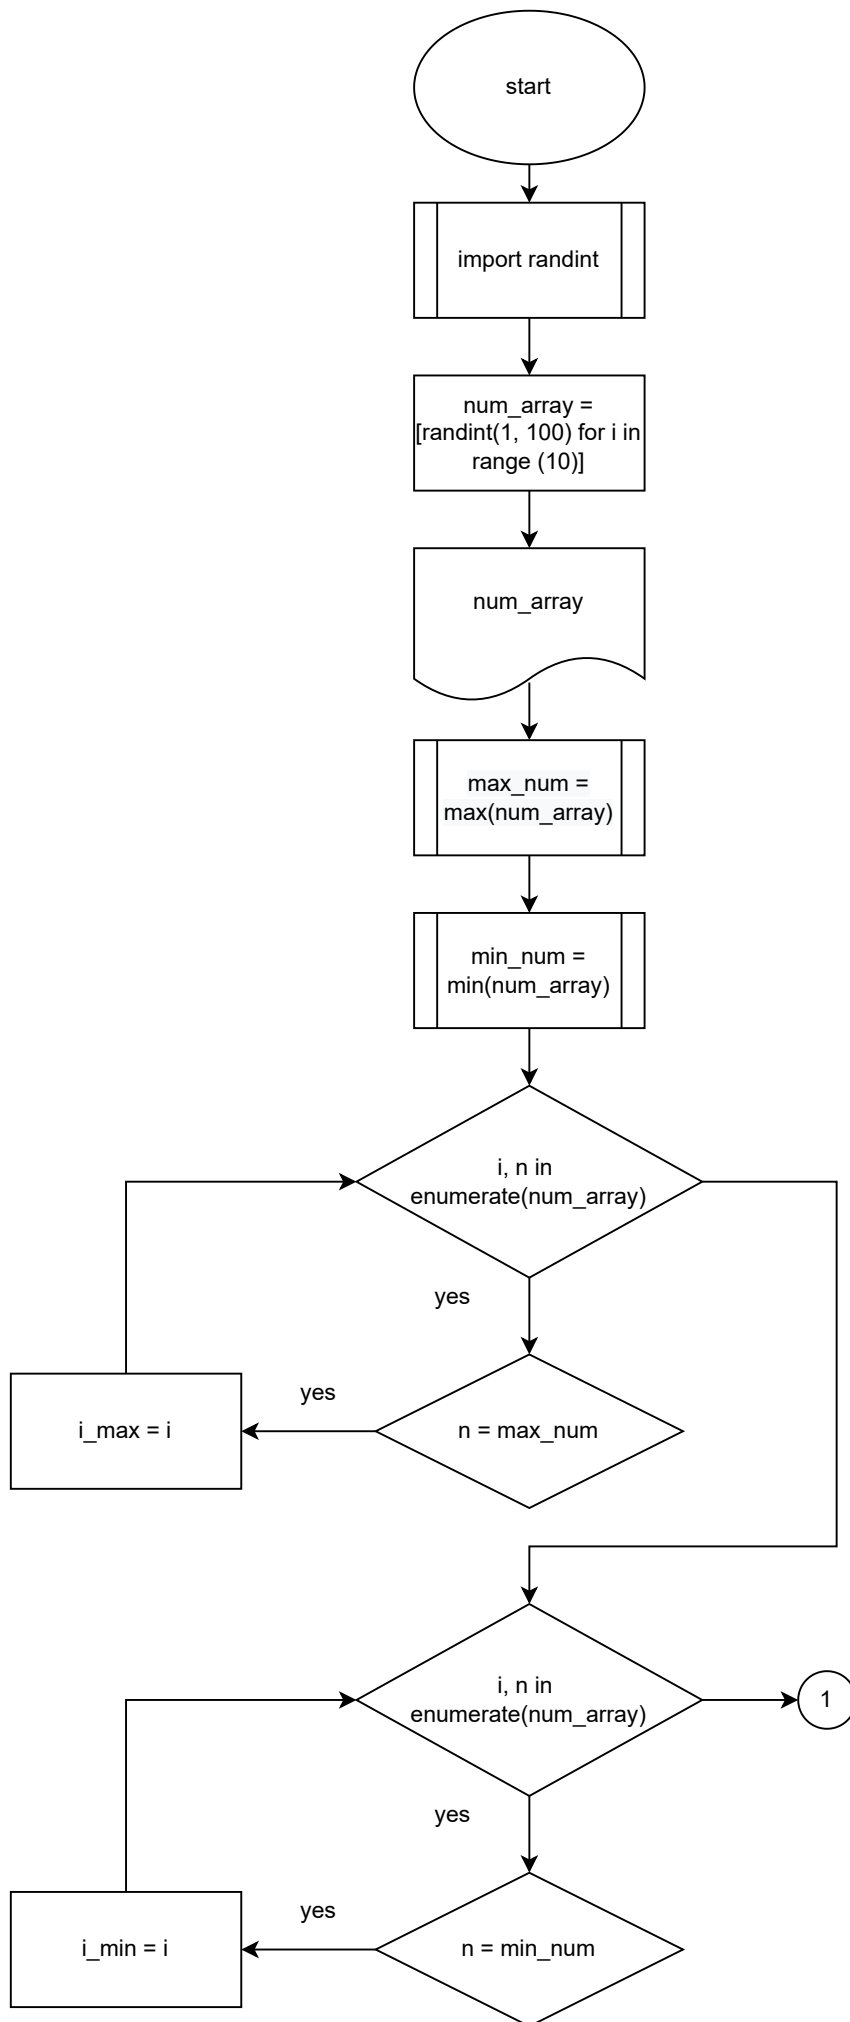 start
import randint
num_array =
[randint(1, 100) for i in
range (10)]
num_array
max_num =
max(num_array)
min_num =
min(num_array)
i, n in
enumerate(num_array)
yes
yes
i_max = i
n = max_num
i, n in
enumerate(num_array)
1
yes
yes
i_min = i
n = min_num